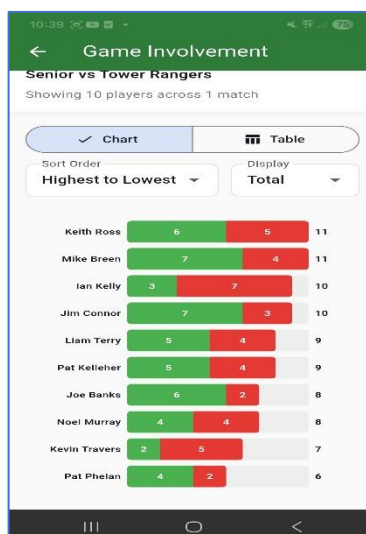 10:39
Game Involvement
Senior vs Tower Rangers
Showing 10 players across 1 match
Chart Table
Sort Order Display
Highest to Lowest Total
Keith Ross 6 5 11
Mike Breen 7 4 11
Ian Kelly 3 7 10
Jim Connor 7 3 10
Liam Terry 5 4 9
Pat Kelleher 5 4 9
Joe Banks 6 2 8
Noel Murray 4 4 8
Kevin Travers 2 5 7
Pat Phelan 4 2 6